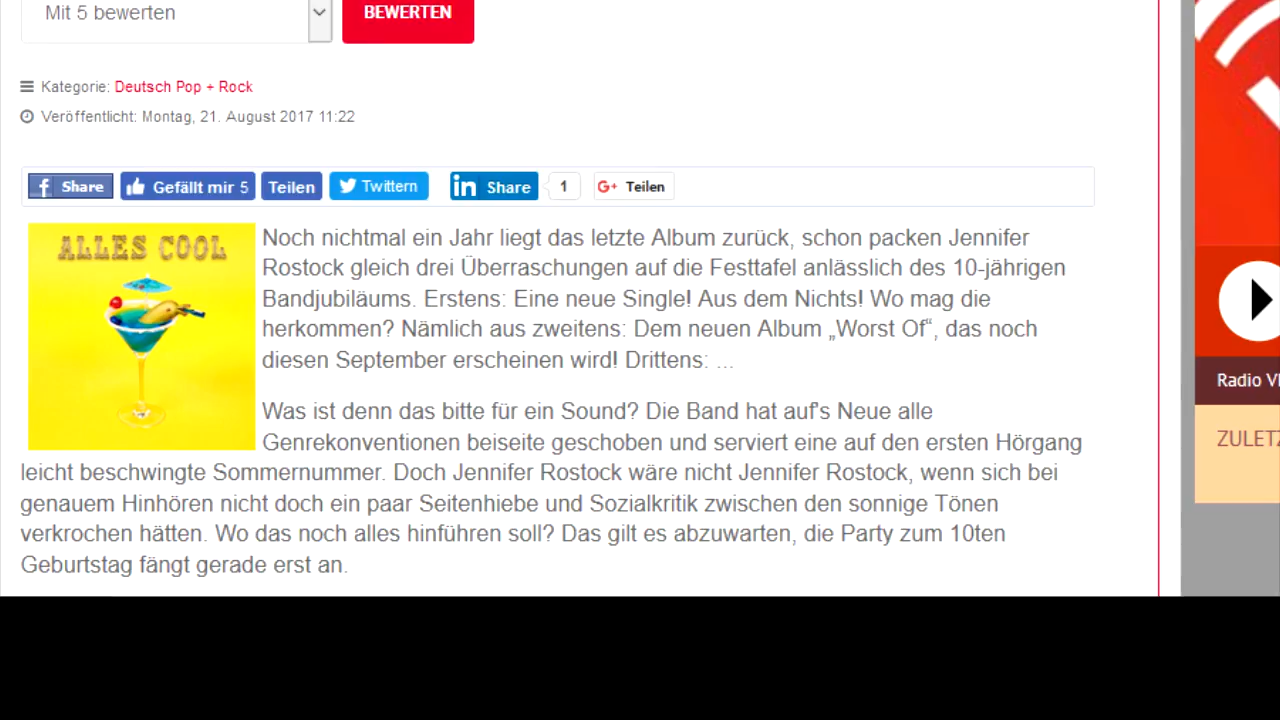 Mit 5 bewerten
BEWERTEN
Kategorie: Deutsch Pop + Rock
Veröffentlicht: Montag, 21. August 2017 11:22
Share
Gefällt mir 5
Teilen
Twittern
in Share
1
G+ Teilen
ALLES COOL
Noch nichtmal ein Jahr liegt das letzte Album zurück, schon packen Jennifer
Rostock gleich drei Überraschungen auf die Festtafel anlässlich des 10-jährigen
Bandjubiläums. Erstens: Eine neue Single! Aus dem Nichts! Wo mag die
herkommen? Nämlich aus zweitens: Dem neuen Album „Worst Of“, das noch
diesen September erscheinen wird! Drittens: ...
Was ist denn das bitte für ein Sound? Die Band hat auf's Neue alle
Genrekonventionen beiseite geschoben und serviert eine auf den ersten Hörgang
leicht beschwingte Sommernummer. Doch Jennifer Rostock wäre nicht Jennifer Rostock, wenn sich bei
genauem Hinhören nicht doch ein paar Seitenhiebe und Sozialkritik zwischen den sonnige Tönen
verkrochen hätten. Wo das noch alles hinführen soll? Das gilt es abzuwarten, die Party zum 10ten
Geburtstag fängt gerade erst an.
Radio